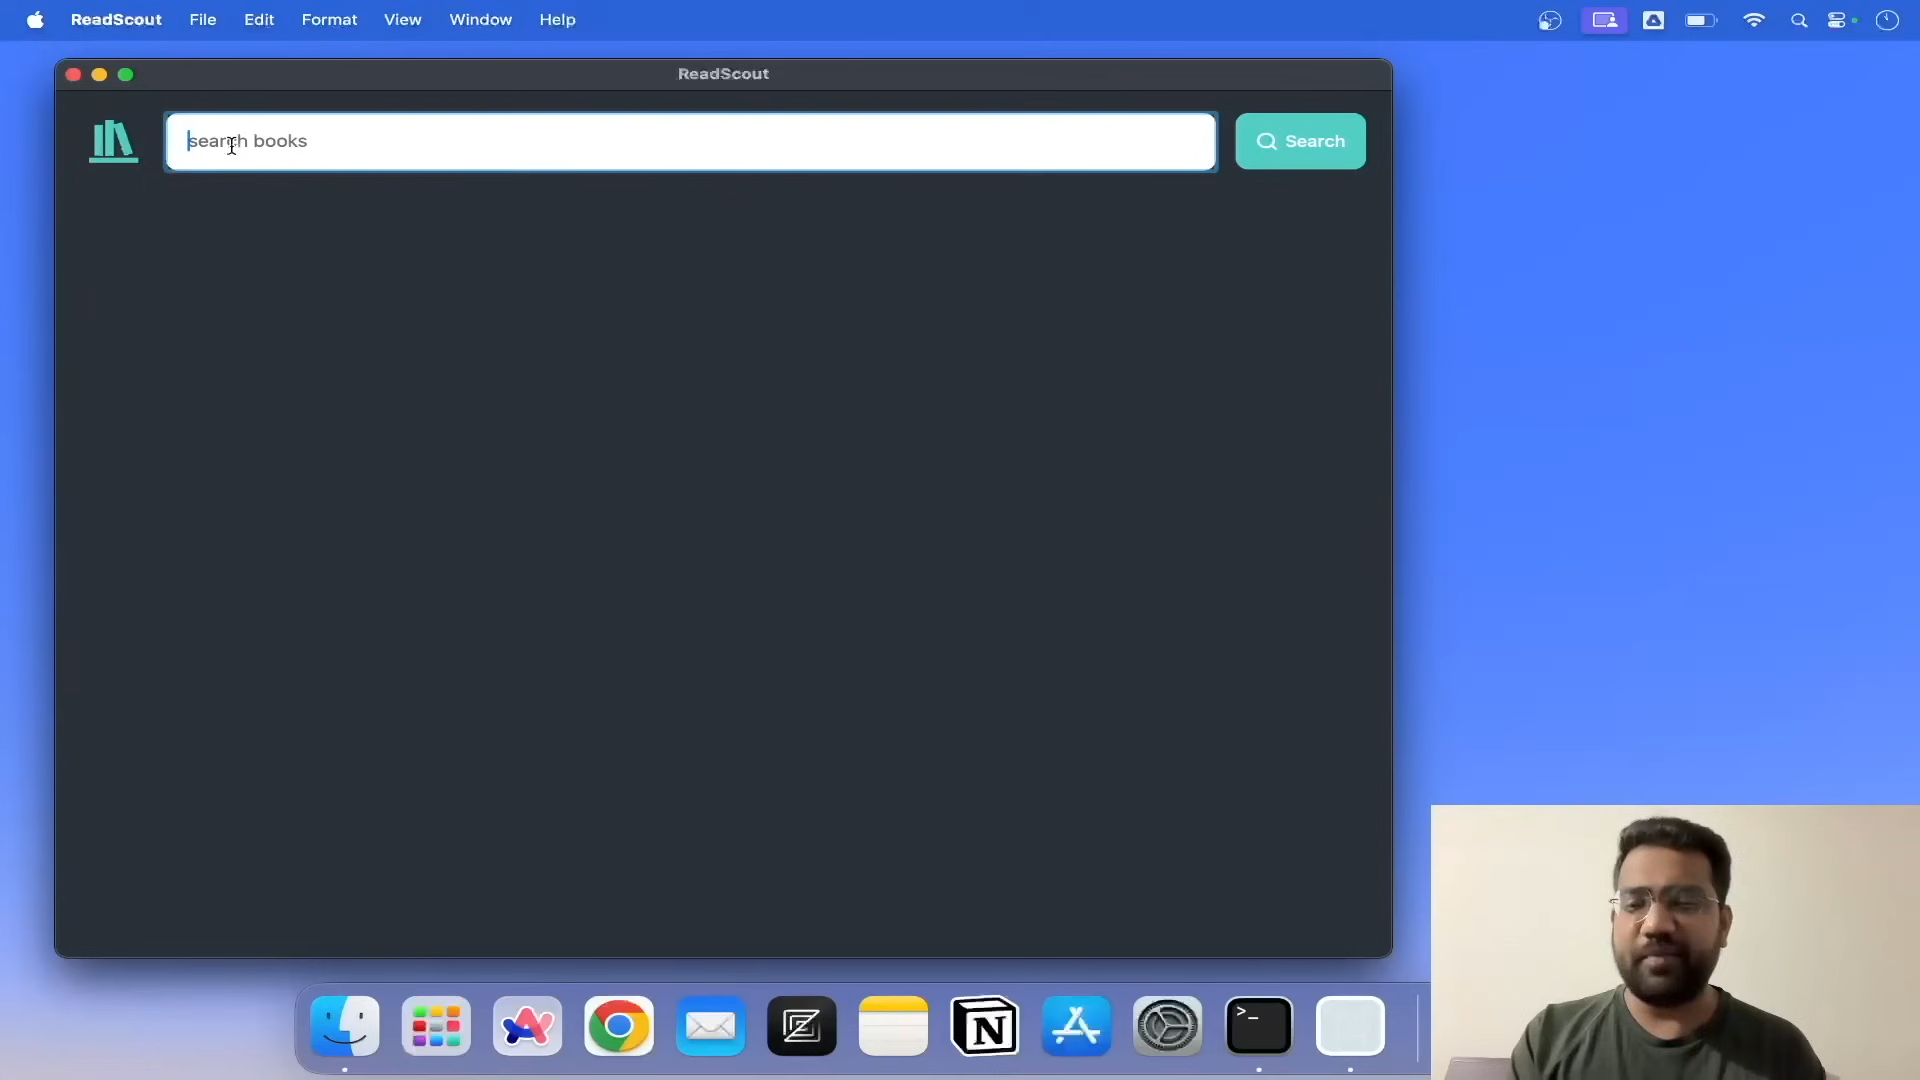 ReadScout File Edit Format View Window Help
ReadScout
search books
Search
>_
N